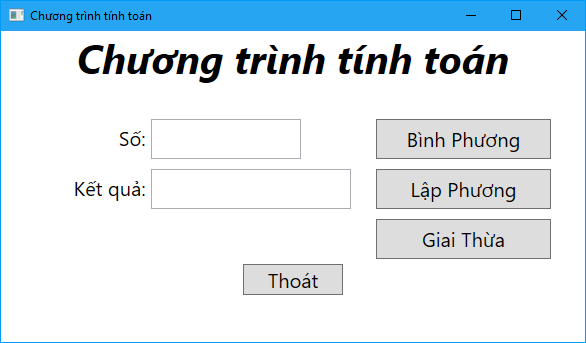 Chương trình tính toán
Chương trình tính toán
Số:
Bình Phương
Kết quả:
Lập Phương
Giai Thừa
Thoát